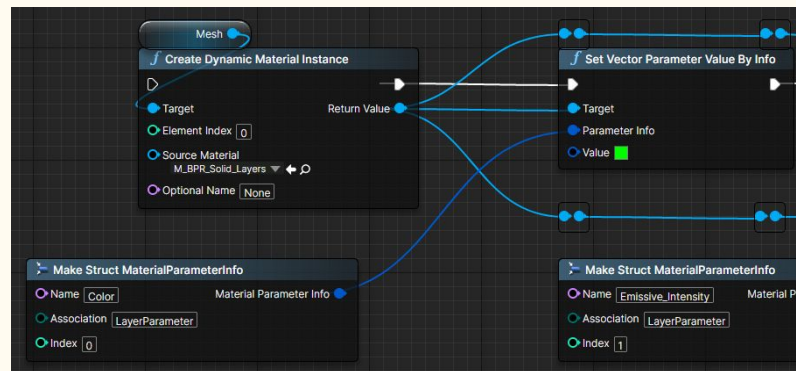 Mesh
f Create Dynamic Material Instance
Target
Return Value
Element Index 0
Source Material
M_BPR_Solid_Layers
Optional Name None
f Set Vector Parameter Value By Info
Target
Parameter Info
Value
Make Struct MaterialParameterInfo
Name Color
Material Parameter Info
Association LayerParameter
Index 0
Make Struct MaterialParameterInfo
Name Emissive_Intensity
Material P
Association LayerParameter
Index 1